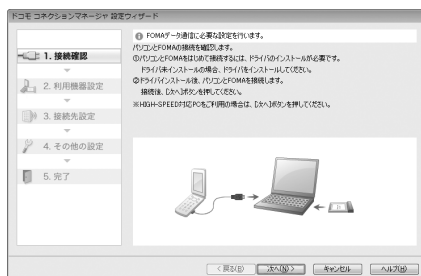 ドコモ コネクションマネージャ 設定ウィザード
1. 接続確認
2. 利用機器設定
3. 接続先設定
4. その他の設定
5. 完了
FOMAデータ通信に必要な設定を行います。
パソコンとFOMAの接続を確認します。
①パソコンとFOMAをはじめて接続するには、ドライバのインストールが必要です。
ドライバ未インストールの場合、ドライバをインストールしてください。
②ドライバインストール後、パソコンとFOMAを接続します。
接続後、[次へ]ボタンを押してください。
※HIGH-SPEED対応PCをご利用の場合は、[次へ]ボタンを押してください。
< 戻る(B)
次へ(N) >
キャンセル
ヘルプ(H)